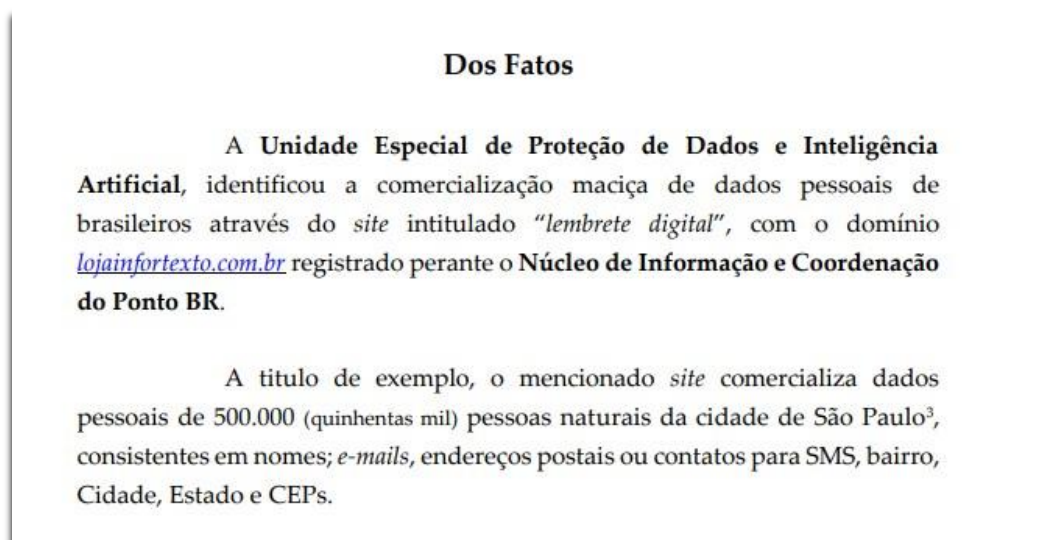 Dos Fatos
A Unidade Especial de Proteção de Dados e Inteligência
Artificial, identificou a comercialização maciça de dados pessoais de
brasileiros através do site intitulado “lembrete digital”, com o domínio
lojainfortexto.com.br registrado perante o Núcleo de Informação e Coordenação
do Ponto BR.
A titulo de exemplo, o mencionado site comercializa dados
pessoais de 500.000 (quinhentas mil) pessoas naturais da cidade de São Paulo³,
consistentes em nomes; e-mails, endereços postais ou contatos para SMS, bairro,
Cidade, Estado e CEPs.